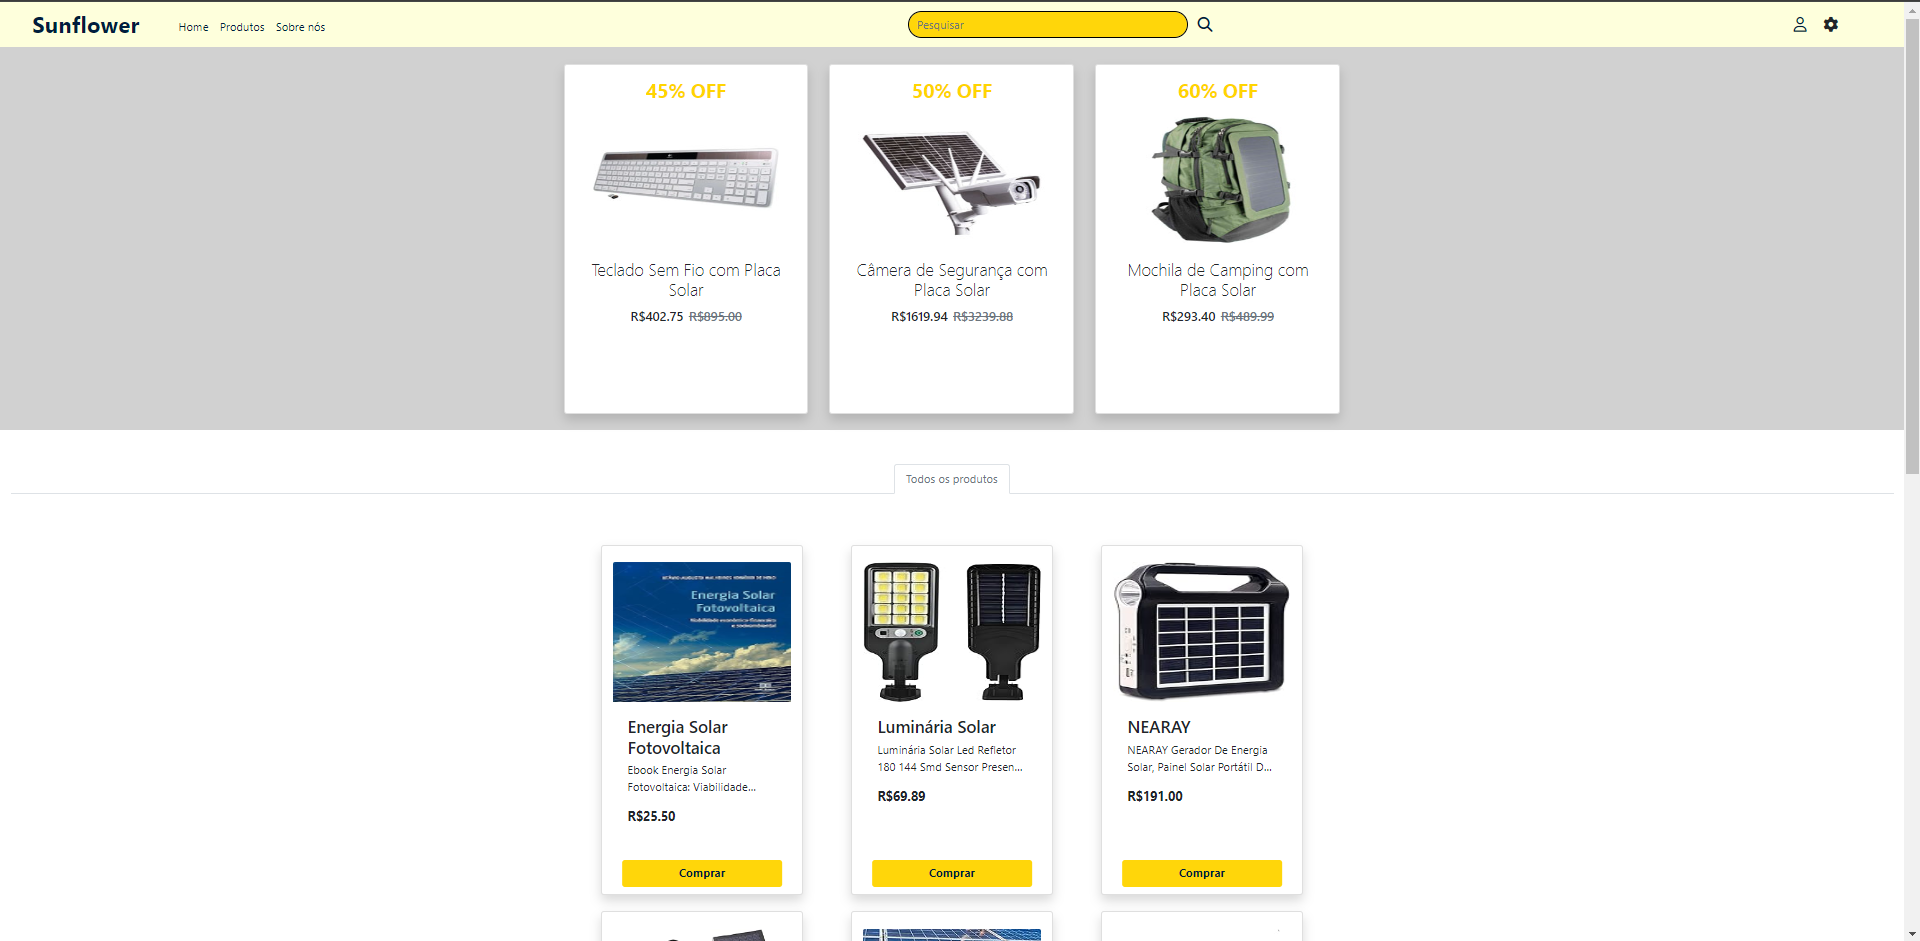 Sunflower
Home Produtos Sobre nós
Pesquisar
45% OFF
Teclado Sem Fio com Placa
Solar
R$402.75 R$895.00
50% OFF
Câmera de Segurança com
Placa Solar
R$1619.94 R$3239.88
60% OFF
Mochila de Camping com
Placa Solar
R$293.40 R$489.99
Todos os produtos
Energia Solar
Fotovoltaica
Viabilidade econômico-financeira
e socioambiental
Energia Solar
Fotovoltaica
Ebook Energia Solar
Fotovoltaica: Viabilidade...
R$25.50
Comprar
Luminária Solar
Luminária Solar Led Refletor
180 144 Smd Sensor Presen...
R$69.89
Comprar
NEARAY
NEARAY Gerador De Energia
Solar, Painel Solar Portátil D...
R$191.00
Comprar